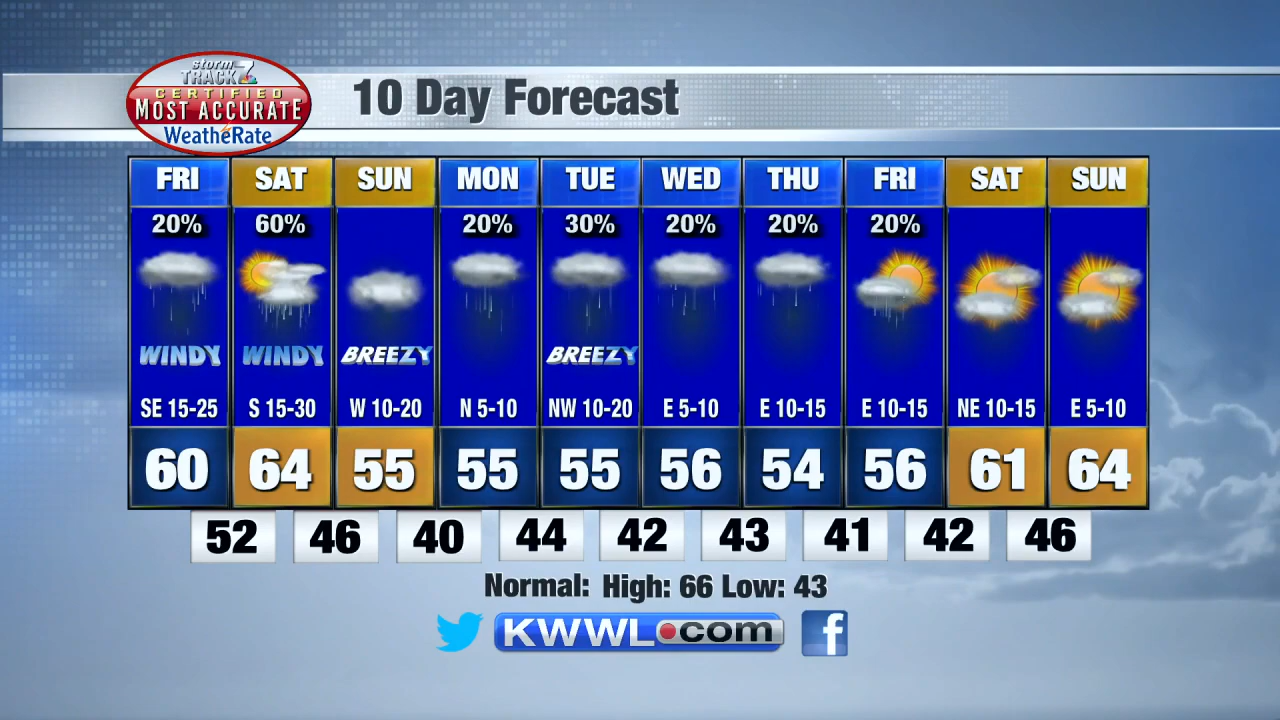 storm
TRACK 7
CERTIFIED
MOST ACCURATE
WeatheRate
10 Day Forecast
FRI SAT SUN MON TUE WED THU FRI SAT SUN
20% 60% 20% 30% 20% 20% 20%
WINDY WINDY BREEZY BREEZY
SE 15-25 S 15-30 W 10-20 N 5-10 NW 10-20 E 5-10 E 10-15 E 10-15 NE 10-15 E 5-10
60 64 55 55 55 56 54 56 61 64
52 46 40 44 42 43 41 42 46
Normal: High: 66 Low: 43
KWWL.com f